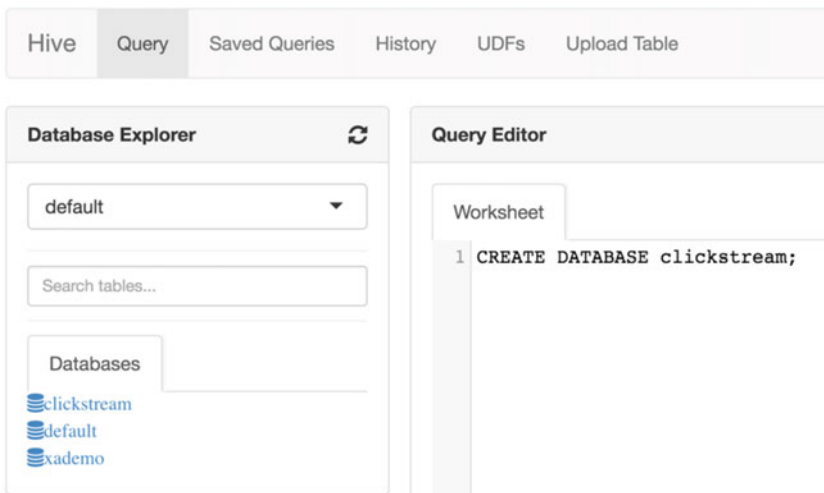 Hive Query Saved Queries History UDFs Upload Table
Database Explorer
default
Search tables...
Databases
clickstream
default
xademo
Query Editor
Worksheet
1 CREATE DATABASE clickstream;